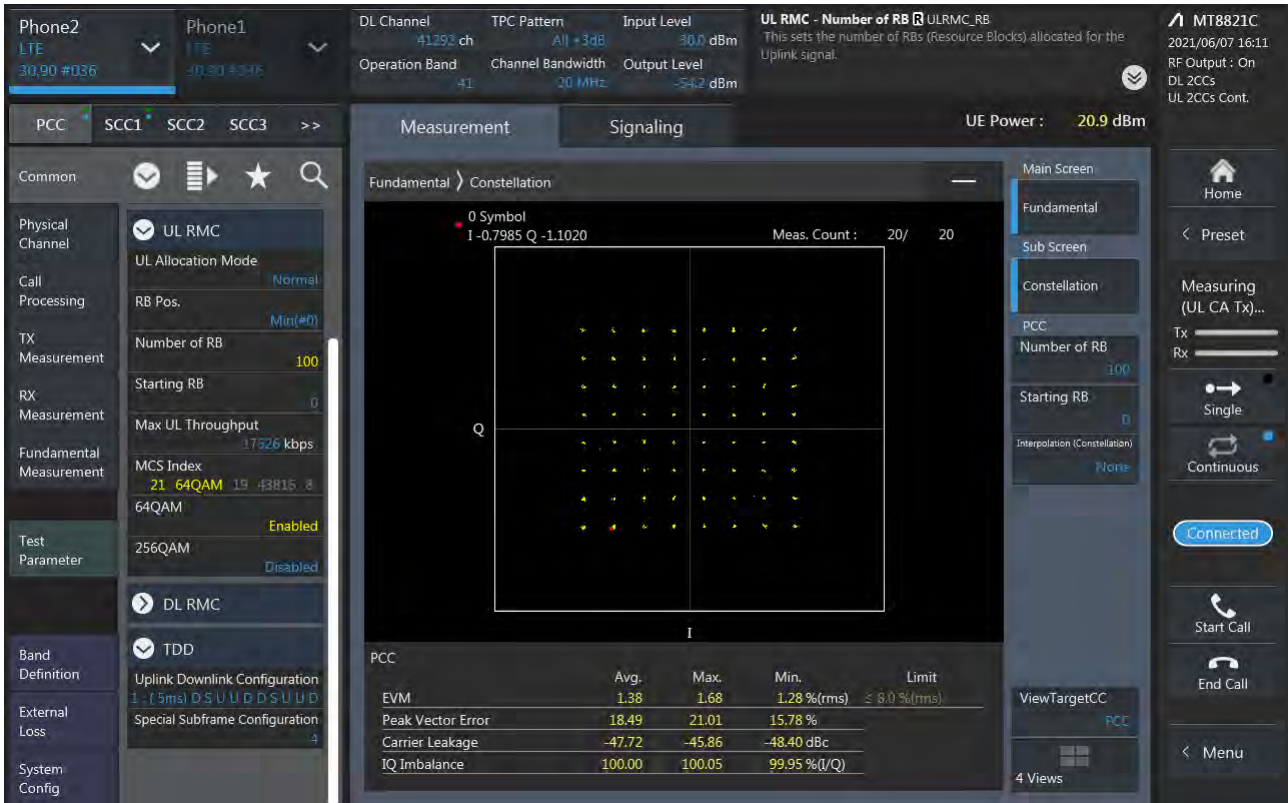 Phone2
LTE
30.90 #036
Phone1
LTE
30.90 #036
DL Channel
41292 ch
TPC Pattern
All +3dB
Input Level
30.0 dBm
Operation Band
41
Channel Bandwidth
20 MHz
Output Level
-54.2 dBm
UL RMC - Number of RB R ULRMC_RB
This sets the number of RBs (Resource Blocks) allocated for the
Uplink signal.
MT8821C
2021/06/07 16:11
RF Output : On
DL 2CCs
UL 2CCs Cont.
PCC SCC1 SCC2 SCC3 >>
Measurement Signaling
UE Power : 20.9 dBm
Common
Physical
Channel
Call
Processing
TX
Measurement
RX
Measurement
Fundamental
Measurement
Test
Parameter
Band
Definition
External
Loss
System
Config
UL RMC
UL Allocation Mode
Normal
RB Pos.
Min(#0)
Number of RB
100
Starting RB
0
Max UL Throughput
17526 kbps
MCS Index
21 64QAM 19 43816 8
64QAM
Enabled
256QAM
Disabled
DL RMC
TDD
Uplink Downlink Configuration
1 : ( 5ms) D S U U D D S U U D
Special Subframe Configuration
4
Fundamental 〉 Constellation
0 Symbol
I -0.7985 Q -1.1020
Meas. Count : 20/ 20
Q
I
PCC
Avg. Max. Min. Limit
EVM 1.38 1.68 1.28 %(rms) ≤ 8.0 %(rms)
Peak Vector Error 18.49 21.01 15.78 %
Carrier Leakage -47.72 -45.86 -48.40 dBc
IQ Imbalance 100.00 100.05 99.95 %(I/Q)
Main Screen
Fundamental
Sub Screen
Constellation
PCC
Number of RB
100
Starting RB
0
Interpolation (Constellation)
None
ViewTargetCC
PCC
4 Views
Home
< Preset
Measuring
(UL CA Tx)...
Tx
Rx
Single
Continuous
Connected
Start Call
End Call
< Menu